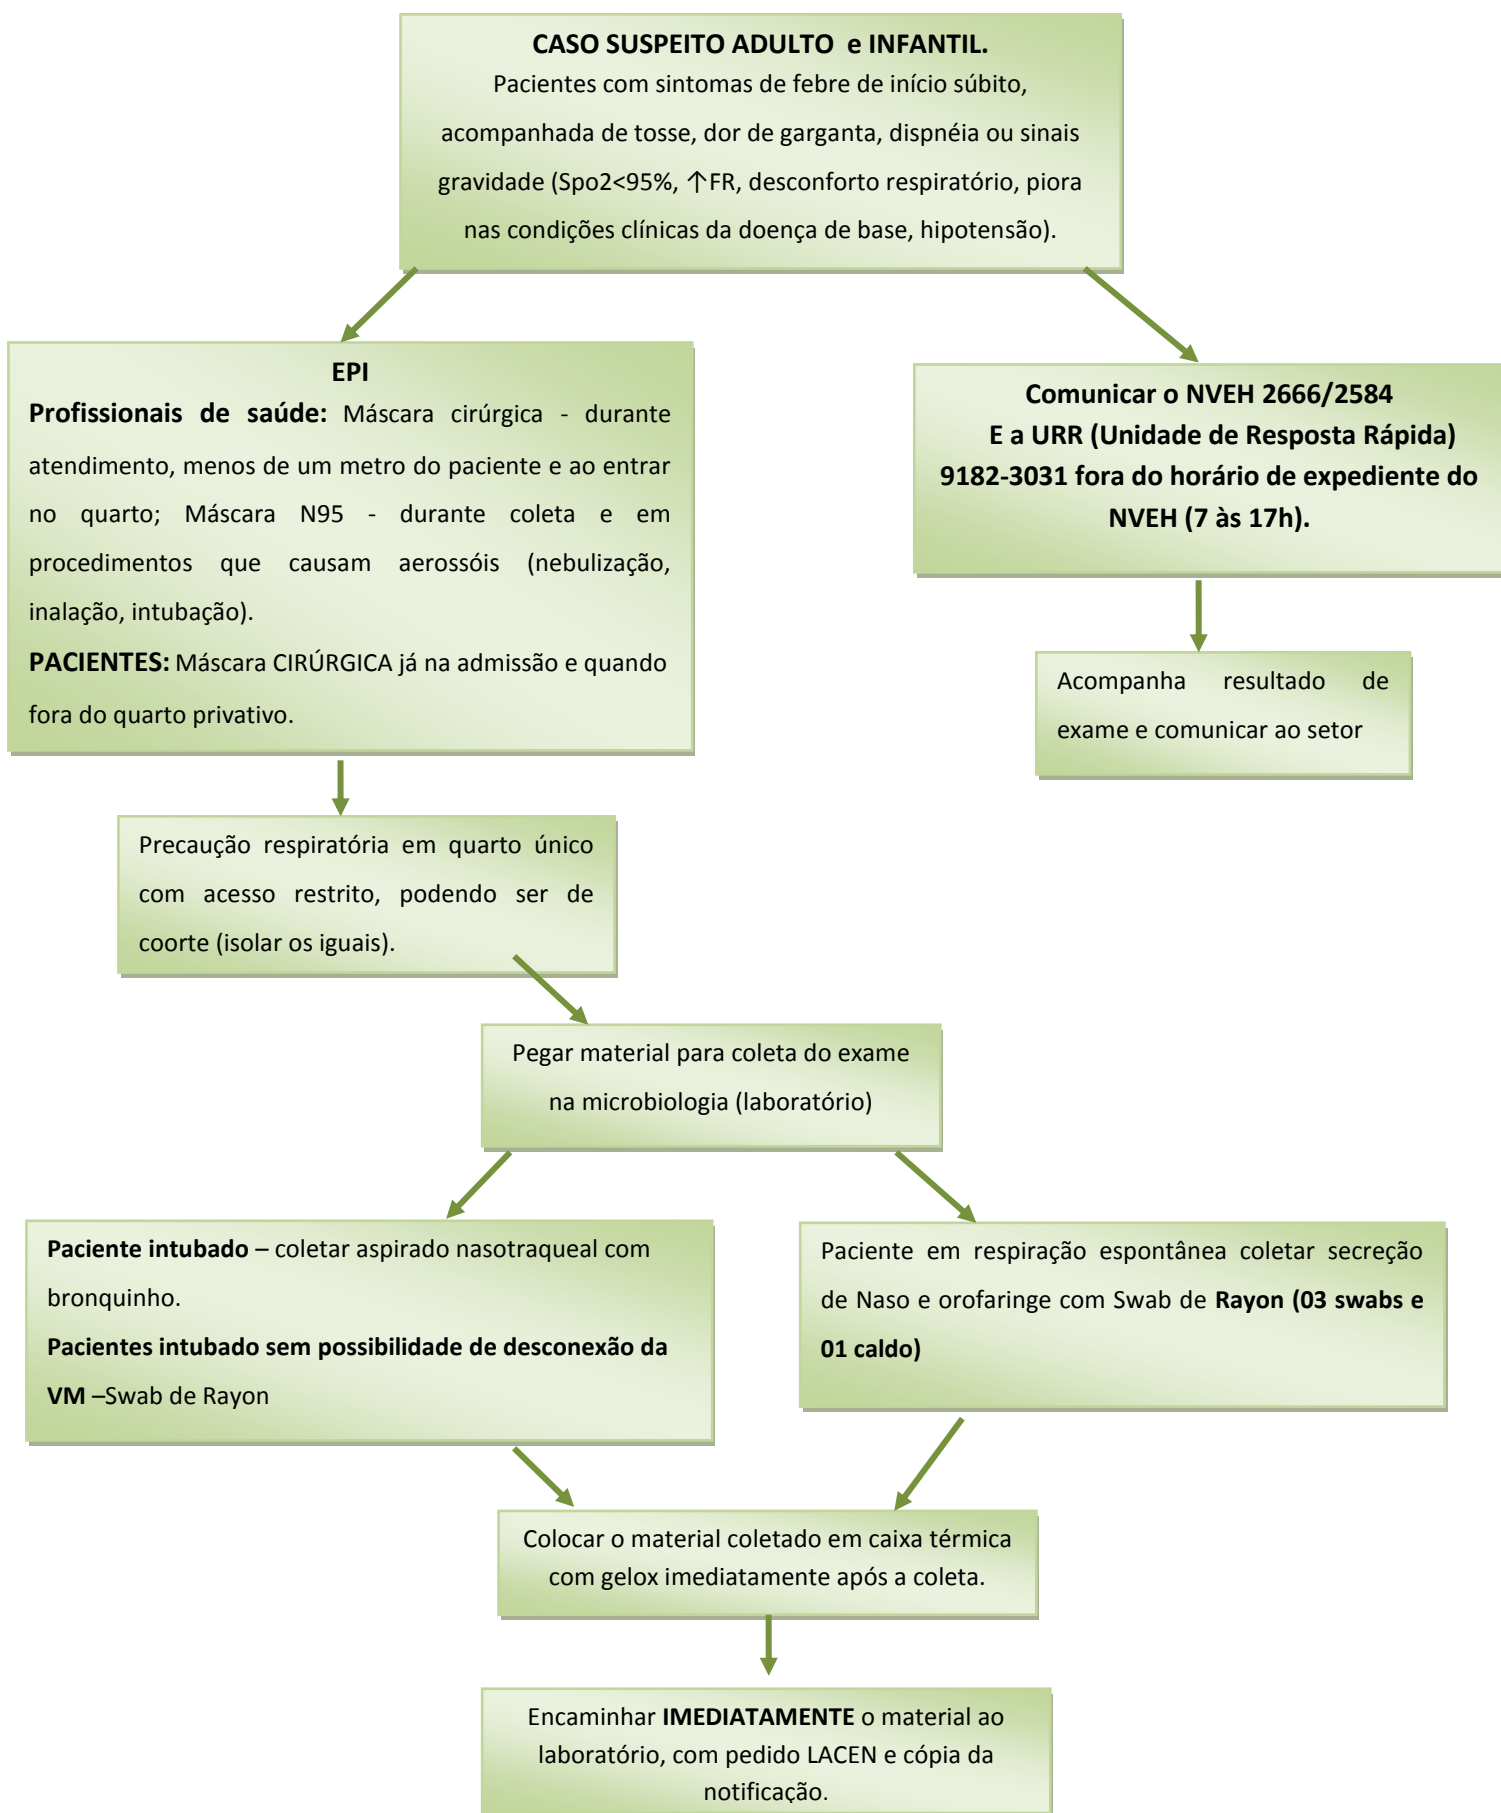 CASO SUSPEITO ADULTO e INFANTIL.
Pacientes com sintomas de febre de início súbito,
acompanhada de tosse, dor de garganta, dispnéia ou sinais
gravidade (Spo2<95%, ↑FR, desconforto respiratório, piora
nas condições clínicas da doença de base, hipotensão).
EPI
Profissionais de saúde: Máscara cirúrgica - durante
atendimento, menos de um metro do paciente e ao entrar
no quarto; Máscara N95 - durante coleta e em
procedimentos que causam aerossóis (nebulização,
inalação, intubação).
PACIENTES: Máscara CIRÚRGICA já na admissão e quando
fora do quarto privativo.
Comunicar o NVEH 2666/2584
E a URR (Unidade de Resposta Rápida)
9182-3031 fora do horário de expediente do
NVEH (7 às 17h).
Acompanha resultado de
exame e comunicar ao setor
Precaução respiratória em quarto único
com acesso restrito, podendo ser de
coorte (isolar os iguais).
Pegar material para coleta do exame
na microbiologia (laboratório)
Paciente intubado – coletar aspirado nasotraqueal com
bronquinho.
Pacientes intubado sem possibilidade de desconexão da
VM –Swab de Rayon
Paciente em respiração espontânea coletar secreção
de Naso e orofaringe com Swab de Rayon (03 swabs e
01 caldo)
Colocar o material coletado em caixa térmica
com gelox imediatamente após a coleta.
Encaminhar IMEDIATAMENTE o material ao
laboratório, com pedido LACEN e cópia da
notificação.